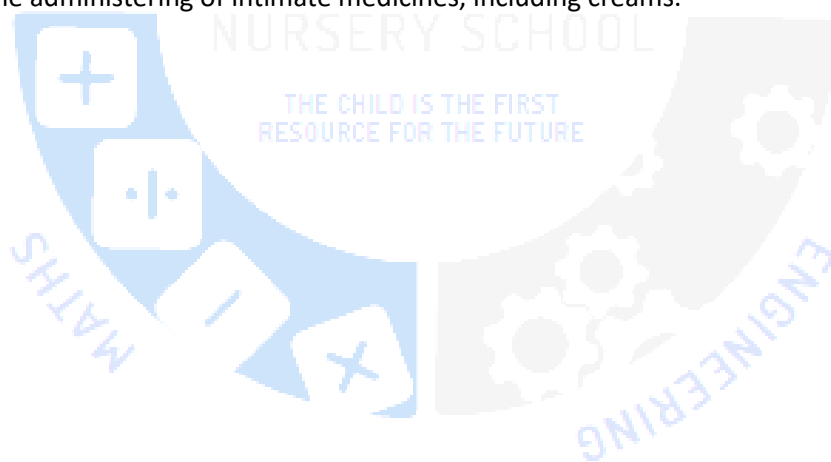 administering of intimate medicines, including creams.
NURSERY SCHOOL
THE CHILD IS THE FIRST
RESOURCE FOR THE FUTURE
MATHS
ENGINEERING